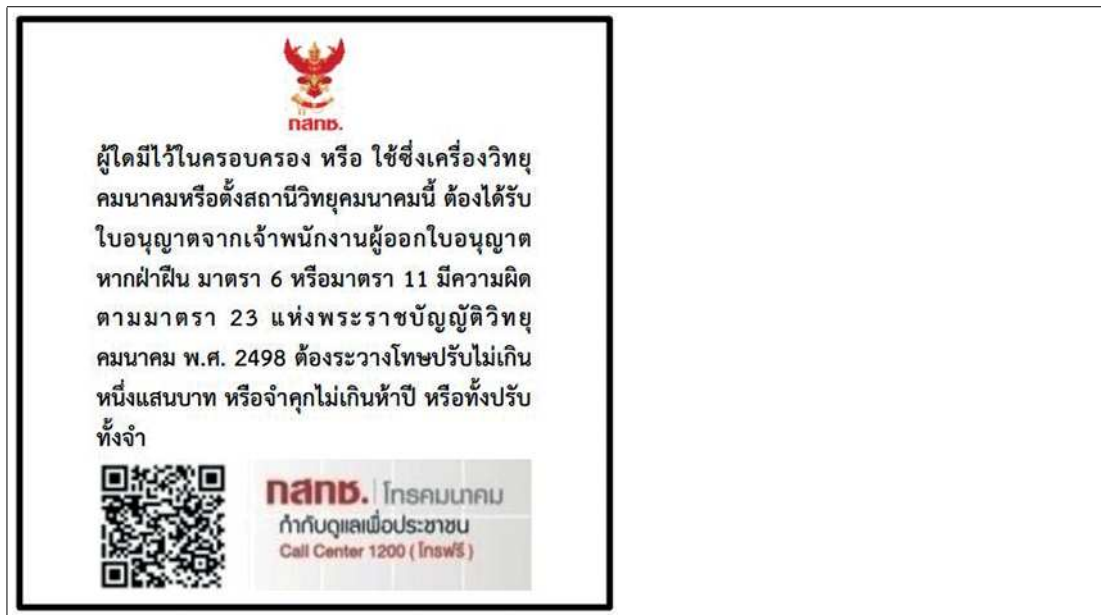 กสทช.
ผู้ใดมีไว้ในครอบครอง หรือ ใช้ซึ่งเครื่องวิทยุ
คมนาคมหรือตั้งสถานีวิทยุคมนาคมนี้ ต้องได้รับ
ใบอนุญาตจากเจ้าพนักงานผู้ออกใบอนุญาต
หากฝ่าฝืน มาตรา 6 หรือมาตรา 11 มีความผิด
ตามมาตรา 23 แห่งพระราชบัญญัติวิทยุ
คมนาคม พ.ศ. 2498 ต้องระวางโทษปรับไม่เกิน
หนึ่งแสนบาท หรือจำคุกไม่เกินห้าปี หรือทั้งปรับ
ทั้งจำ
กสทช. โทรคมนาคม
กำกับดูแลเพื่อประชาชน
Call Center 1200 ( โทรฟรี )